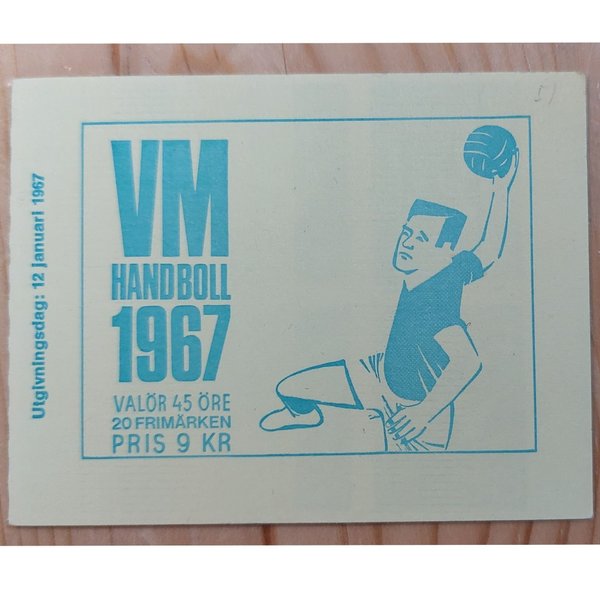 Utgivningsdag: 12 januari 1967
VM
HANDBOLL
1967
VALÖR 45 ÖRE
20 FRIMÄRKEN
PRIS 9 KR